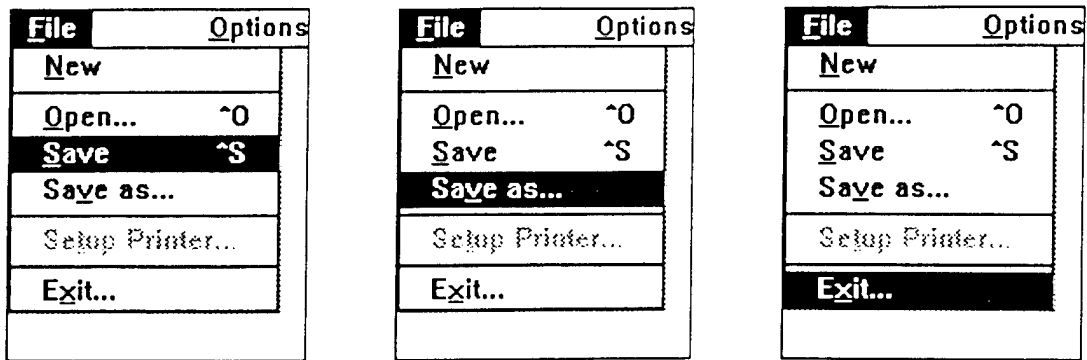 File Options
New
Open... ^O
Save ^S
Save as...
Setup Printer...
Exit...
File Options
New
Open... ^O
Save ^S
Save as...
Setup Printer...
Exit...
File Options
New
Open... ^O
Save ^S
Save as...
Setup Printer...
Exit...